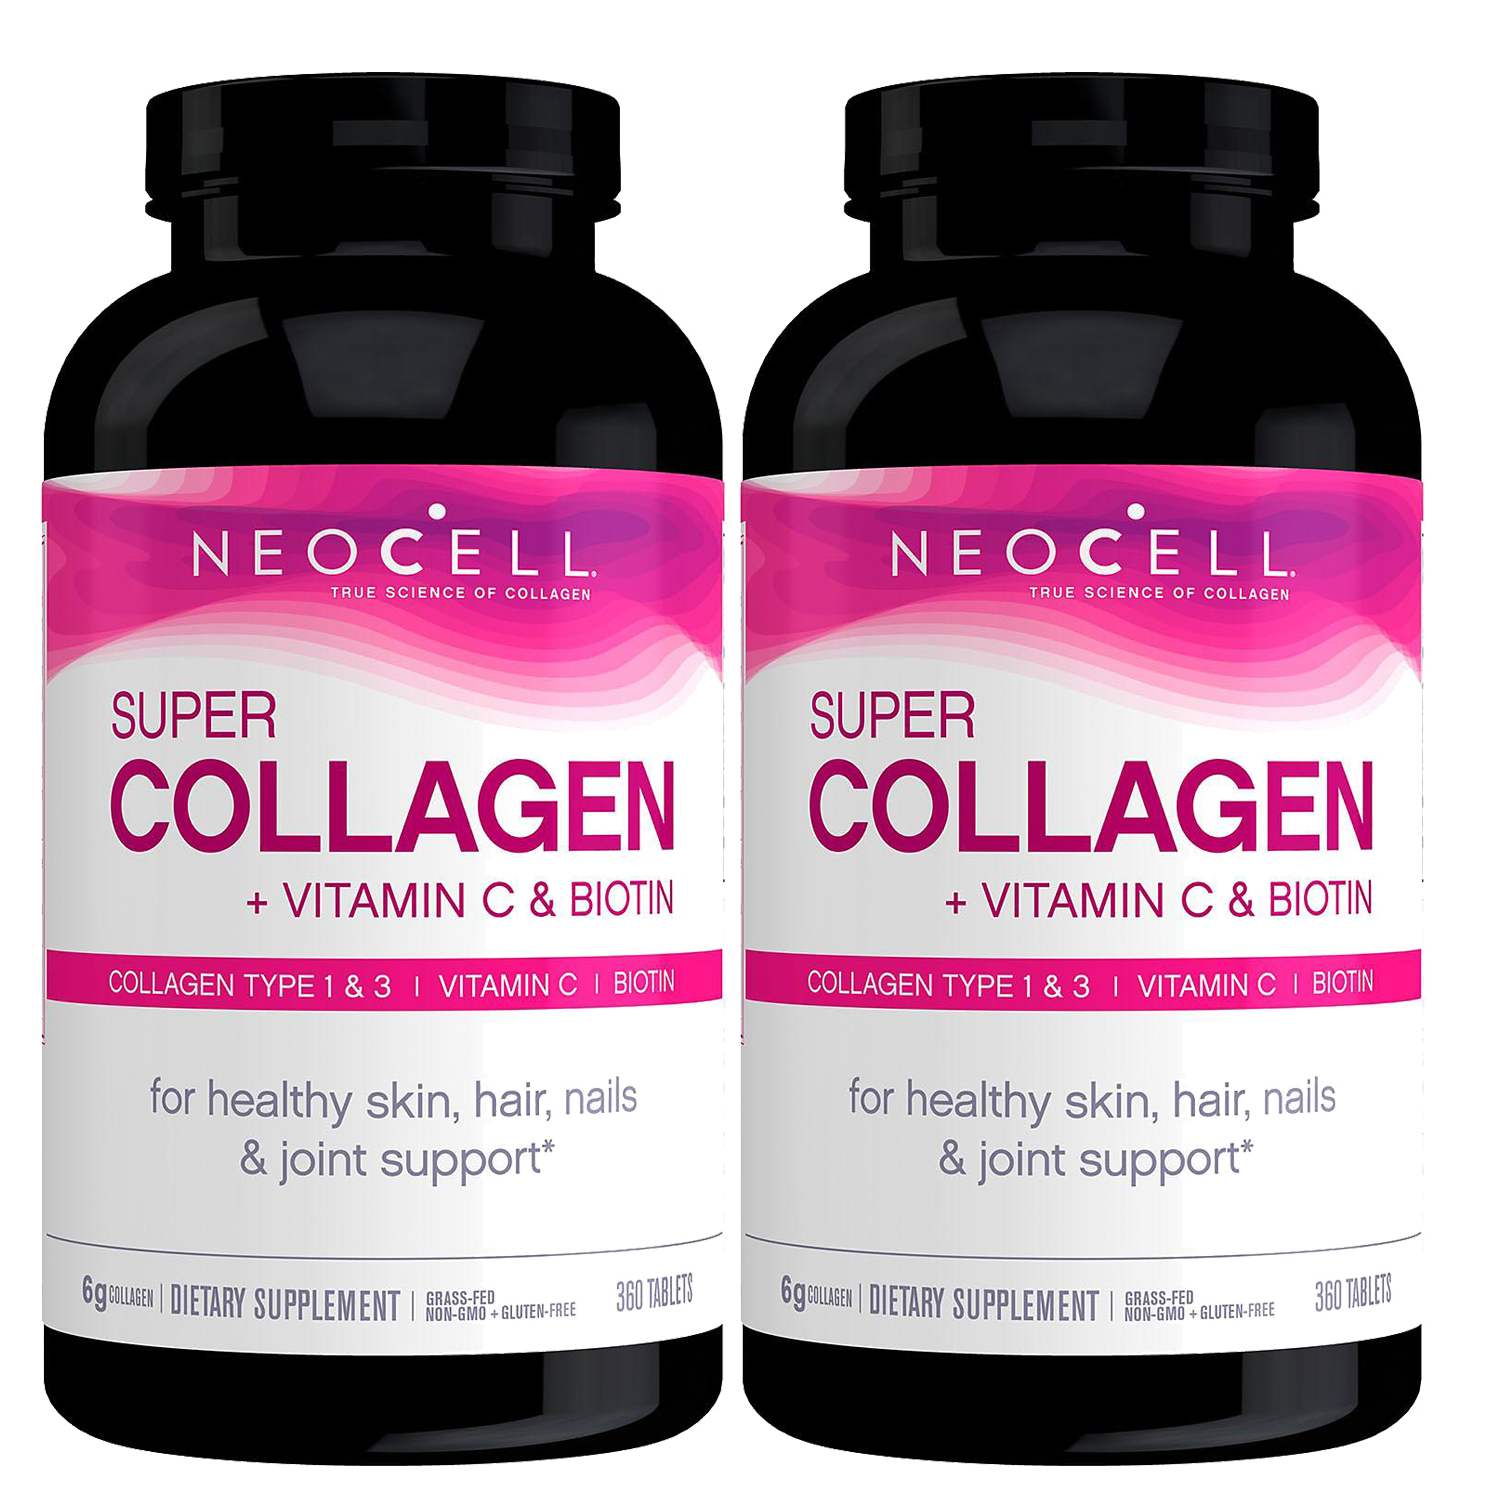 NEOCELL.
TRUE SCIENCE OF COLLAGEN
SUPER
COLLAGEN
+ VITAMIN C & BIOTIN
COLLAGEN TYPE 1 & 3 | VITAMIN C | BIOTIN
for healthy skin, hair, nails
& joint support*
6g COLLAGEN | DIETARY SUPPLEMENT | GRASS-FED
NON-GMO + GLUTEN-FREE
360 TABLETS
NEOCELL.
TRUE SCIENCE OF COLLAGEN
SUPER
COLLAGEN
+ VITAMIN C & BIOTIN
COLLAGEN TYPE 1 & 3 | VITAMIN C | BIOTIN
for healthy skin, hair, nails
& joint support*
6g COLLAGEN | DIETARY SUPPLEMENT | GRASS-FED
NON-GMO + GLUTEN-FREE
360 TABLETS